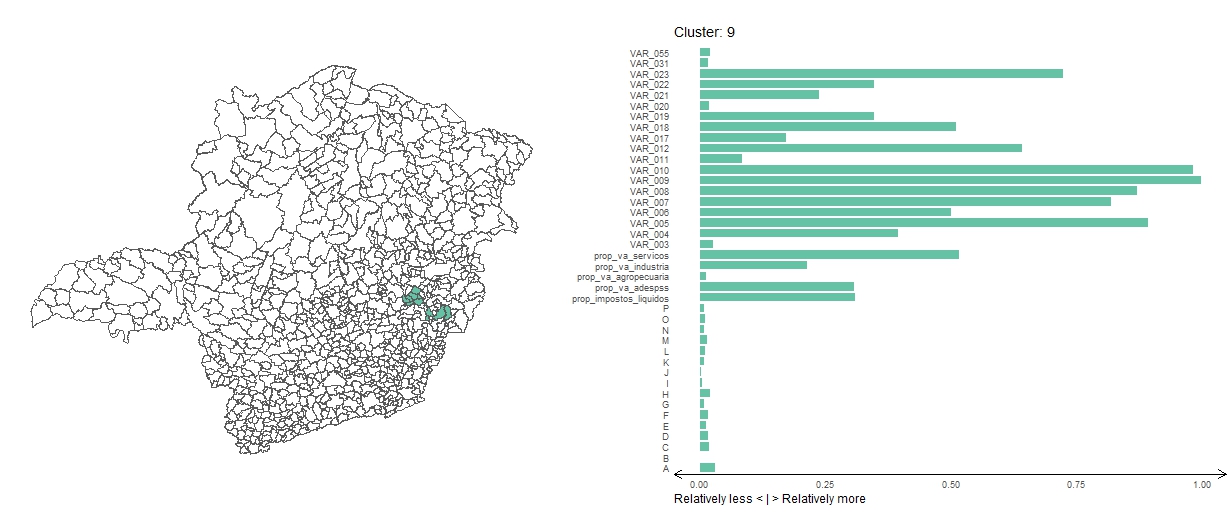 Cluster: 9
VAR_055
VAR_031
VAR_023
VAR_022
VAR_021
VAR_020
VAR_019
VAR_018
VAR_017
VAR_012
VAR_011
VAR_010
VAR_009
VAR_008
VAR_007
VAR_006
VAR_005
VAR_004
VAR_003
prop_va_servicos
prop_va_industria
prop_va_agropecuaria
prop_va_adespss
prop_impostos_liquidos
P
O
N
M
L
K
J
I
H
G
F
E
D
C
B
A
0.00 0.25 0.50 0.75 1.00
Relatively less < | > Relatively more